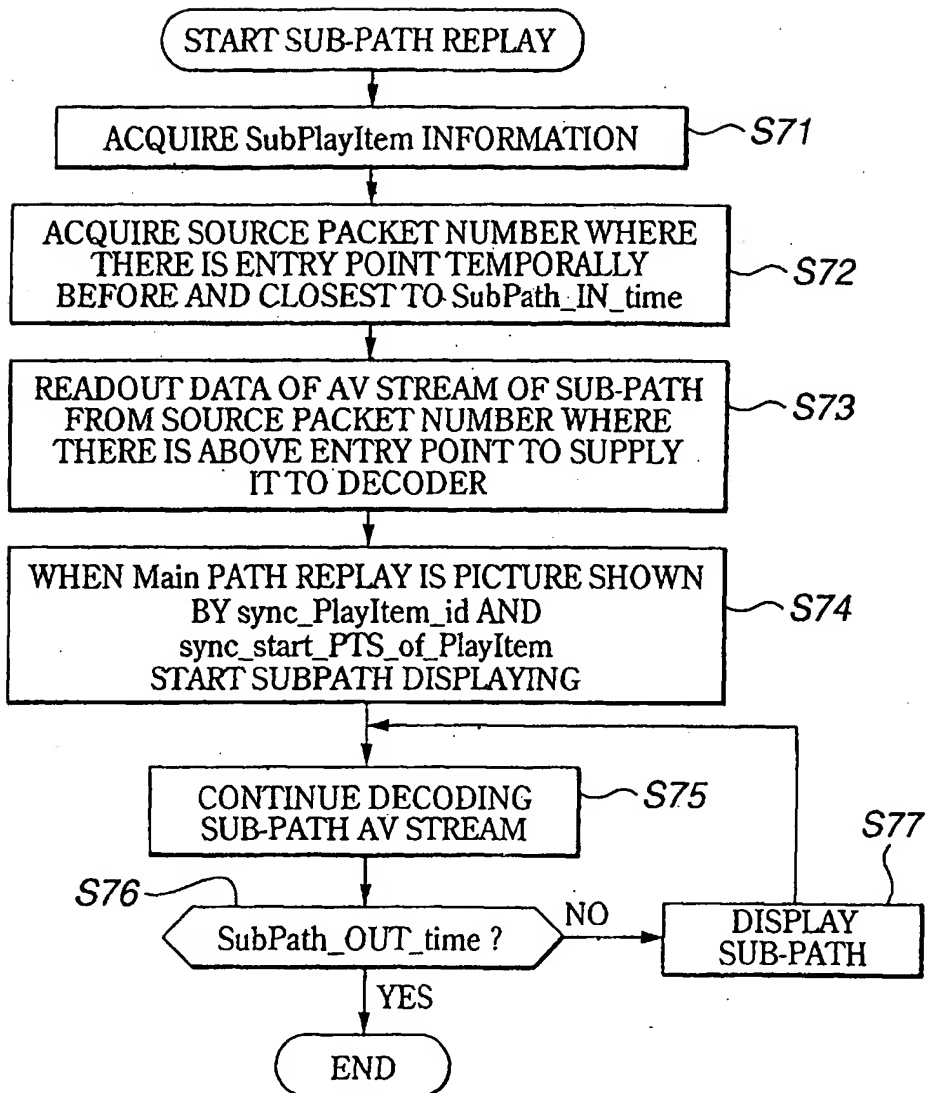 START SUB-PATH REPLAY
ACQUIRE SubPlayItem INFORMATION
S71
ACQUIRE SOURCE PACKET NUMBER WHERE
THERE IS ENTRY POINT TEMPORALLY
BEFORE AND CLOSEST TO SubPath_IN_time
S72
READOUT DATA OF AV STREAM OF SUB-PATH
FROM SOURCE PACKET NUMBER WHERE
THERE IS ABOVE ENTRY POINT TO SUPPLY
IT TO DECODER
S73
WHEN Main PATH REPLAY IS PICTURE SHOWN
BY sync_PlayItem_id AND
sync_start_PTS_of_PlayItem
START SUBPATH DISPLAYING
S74
CONTINUE DECODING
SUB-PATH AV STREAM
S75
S76
SubPath_OUT_time ?
NO
S77
DISPLAY
SUB-PATH
YES
END